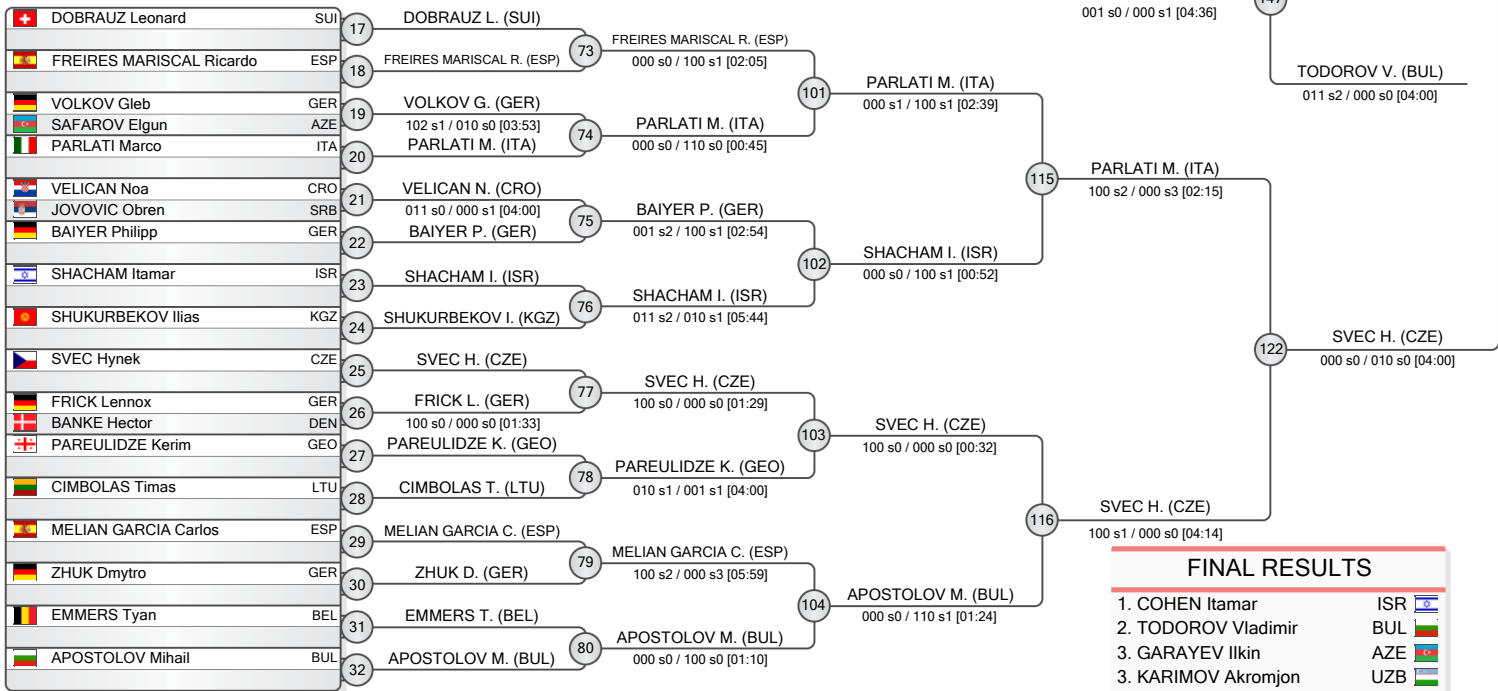 DOBRAUZ Leonard SUI
FREIRES MARISCAL Ricardo ESP
VOLKOV Gleb GER
SAFAROV Elgun AZE
PARLATI Marco ITA
VELICAN Noa CRO
JOVOVIC Obren SRB
BAIYER Philipp GER
SHACHAM Itamar ISR
SHUKURBEKOV Ilias KGZ
SVEC Hynek CZE
FRICK Lennox GER
BANKE Hector DEN
PAREULIDZE Kerim GEO
CIMBOLAS Timas LTU
MELIAN GARCIA Carlos ESP
ZHUK Dmytro GER
EMMERS Tyan BEL
APOSTOLOV Mihail BUL
17
18
19
20
21
22
23
24
25
26
27
28
29
30
31
32
DOBRAUZ L. (SUI)
FREIRES MARISCAL R. (ESP)
VOLKOV G. (GER)
102 s1 / 010 s0 [03:53]
PARLATI M. (ITA)
VELICAN N. (CRO)
011 s0 / 000 s1 [04:00]
BAIYER P. (GER)
SHACHAM I. (ISR)
SHUKURBEKOV I. (KGZ)
SVEC H. (CZE)
FRICK L. (GER)
100 s0 / 000 s0 [01:33]
PAREULIDZE K. (GEO)
CIMBOLAS T. (LTU)
MELIAN GARCIA C. (ESP)
ZHUK D. (GER)
EMMERS T. (BEL)
APOSTOLOV M. (BUL)
73
74
75
76
77
78
79
80
FREIRES MARISCAL R. (ESP)
000 s0 / 100 s1 [02:05]
PARLATI M. (ITA)
000 s0 / 110 s0 [00:45]
BAIYER P. (GER)
001 s2 / 100 s1 [02:54]
SHACHAM I. (ISR)
011 s2 / 010 s1 [05:44]
SVEC H. (CZE)
100 s0 / 000 s0 [01:29]
PAREULIDZE K. (GEO)
010 s1 / 001 s1 [04:00]
MELIAN GARCIA C. (ESP)
100 s2 / 000 s3 [05:59]
APOSTOLOV M. (BUL)
000 s0 / 100 s0 [01:10]
101
102
103
104
PARLATI M. (ITA)
000 s1 / 100 s1 [02:39]
SHACHAM I. (ISR)
000 s0 / 100 s1 [00:52]
SVEC H. (CZE)
100 s0 / 000 s0 [00:32]
APOSTOLOV M. (BUL)
000 s0 / 110 s1 [01:24]
115
116
PARLATI M. (ITA)
100 s2 / 000 s3 [02:15]
SVEC H. (CZE)
100 s1 / 000 s0 [04:14]
122
SVEC H. (CZE)
000 s0 / 010 s0 [04:00]
001 s0 / 000 s1 [04:36]
TODOROV V. (BUL)
011 s2 / 000 s0 [04:00]
FINAL RESULTS
1. COHEN Itamar ISR
2. TODOROV Vladimir BUL
3. GARAYEV Ilkin AZE
3. KARIMOV Akromjon UZB